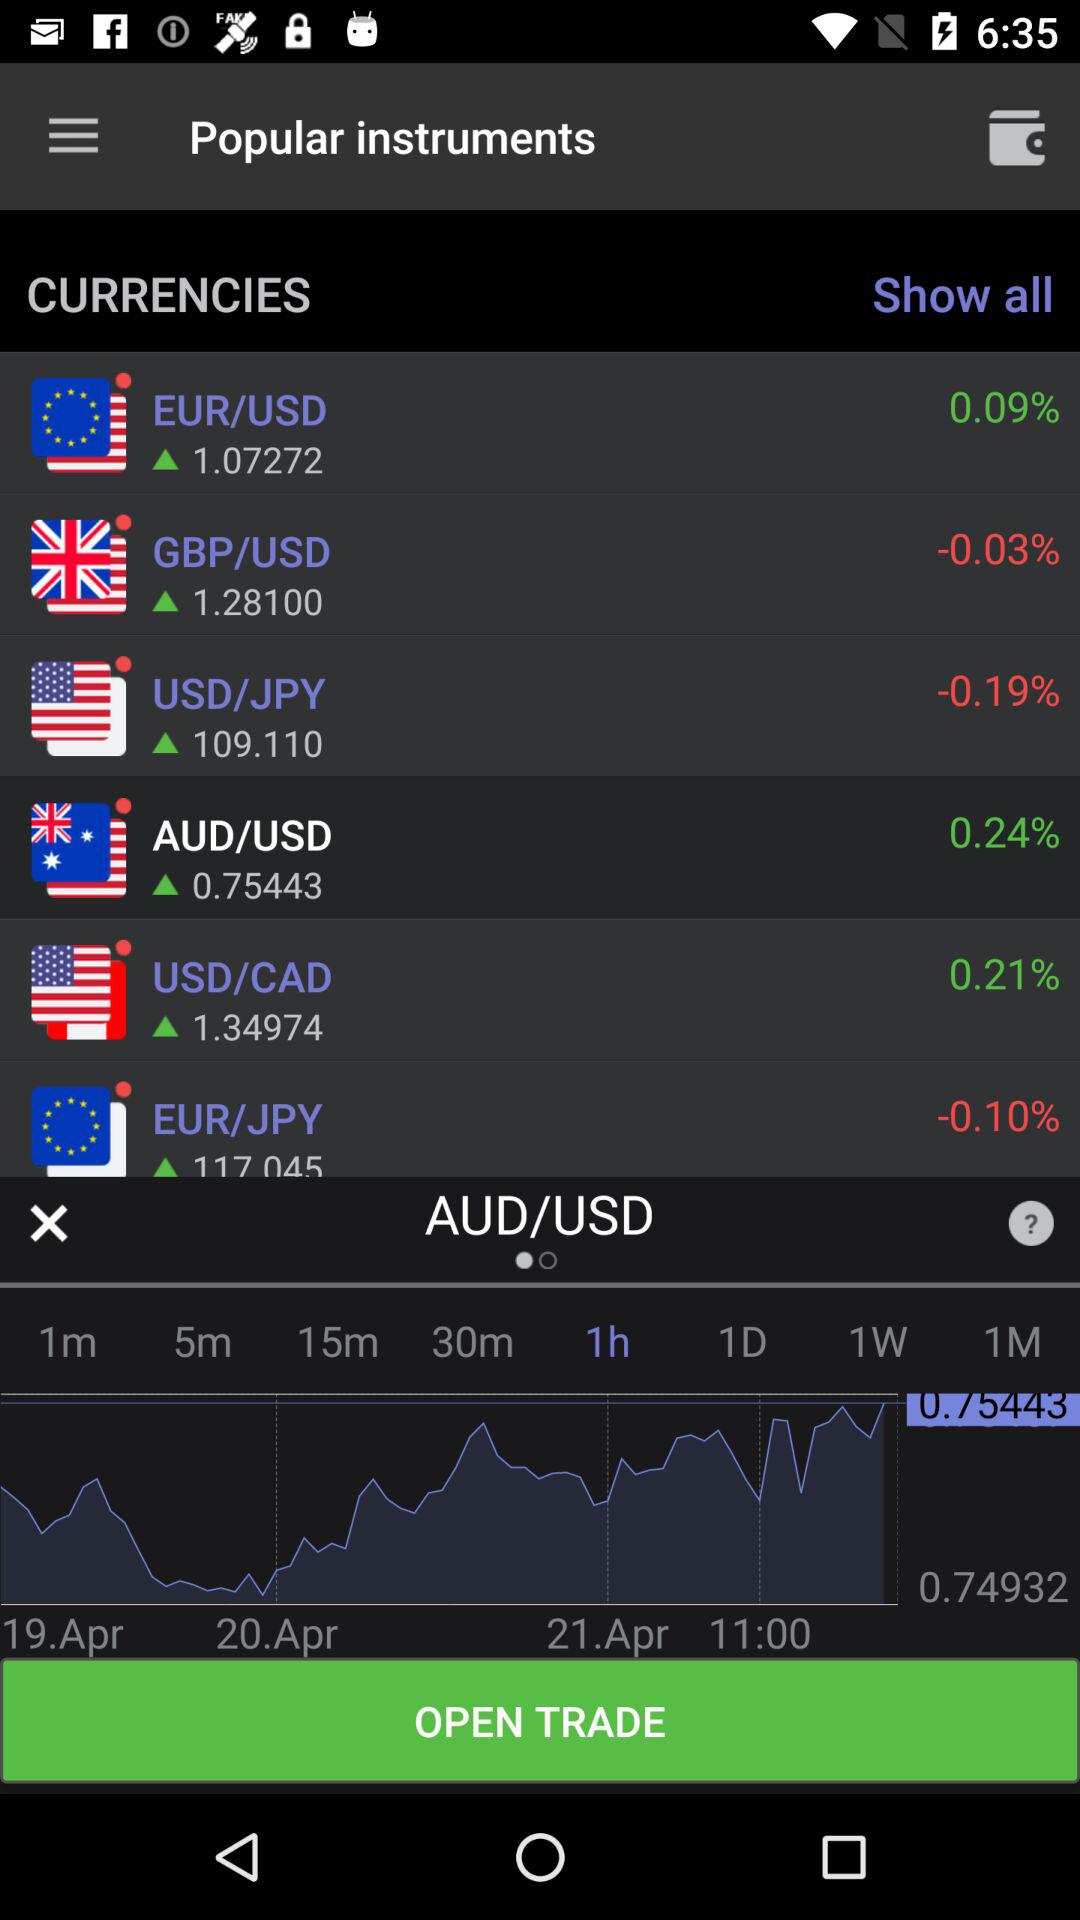 FAKE 6:35
Popular instruments
CURRENCIES Show all
EUR/USD 0.09%
1.07272
GBP/USD -0.03%
1.28100
USD/JPY -0.19%
109.110
AUD/USD 0.24%
0.75443
USD/CAD 0.21%
1.34974
EUR/JPY -0.10%
117.045
AUD/USD ?
1m 5m 15m 30m 1h 1D 1W 1M
0.75443
0.74932
19.Apr 20.Apr 21.Apr 11:00
OPEN TRADE